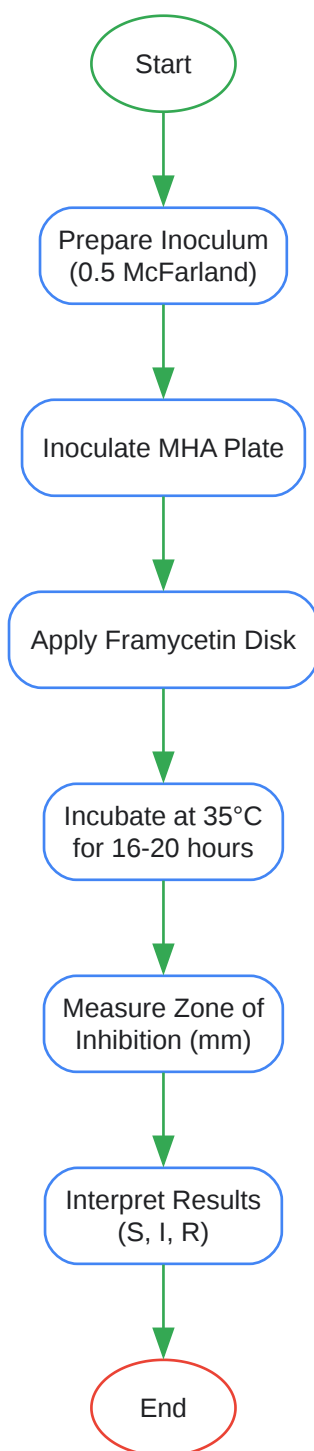 Start
Prepare Inoculum
(0.5 McFarland)
Inoculate MHA Plate
Apply Framycetin Disk
Incubate at 35°C
for 16-20 hours
Measure Zone of
Inhibition (mm)
Interpret Results
(S, I, R)
End